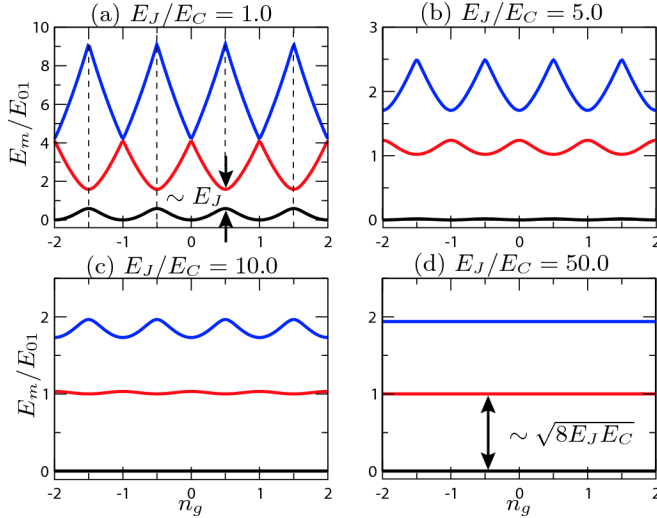 (a) E_J/E_C = 1.0
(b) E_J/E_C = 5.0
E_m/E_01
10
8
6
4
2
0
∼ E_J
-2 -1 0 1 2
3
2
1
0
-2 -1 0 1 2
(c) E_J/E_C = 10.0
(d) E_J/E_C = 50.0
E_m/E_01
2
1
0
-2 -1 0 1 2
n_g
2
1
0
∼ √8E_JE_C
-2 -1 0 1 2
n_g